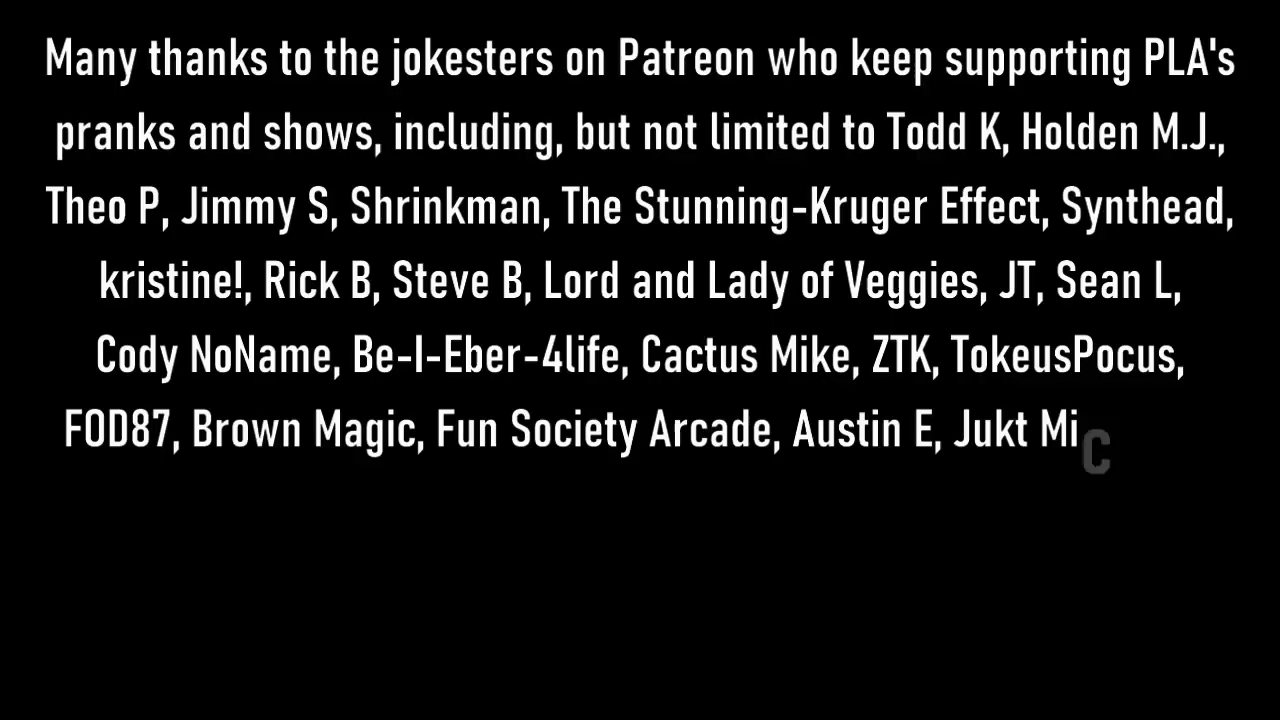 Many thanks to the jokesters on Patreon who keep supporting PLA's
pranks and shows, including, but not limited to Todd K, Holden M.J.,
Theo P, Jimmy S, Shrinkman, The Stunning-Kruger Effect, Synthead,
kristine!, Rick B, Steve B, Lord and Lady of Veggies, JT, Sean L,
Cody NoName, Be-I-Eber-4life, Cactus Mike, ZTK, TokeusPocus,
FOD87, Brown Magic, Fun Society Arcade, Austin E, Jukt Mic